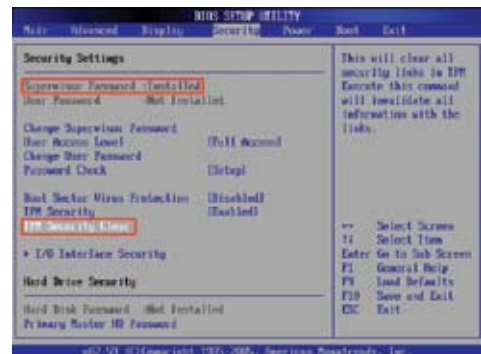 BIOS SETUP UTILITY
Main Advanced Display Security Power Boot Exit
Security Settings
Supervisor Password :Installed
User Password :Not Installed
Change Supervisor Password
User Access Level [Full Access]
Change User Password
Password Check [Setup]
Boot Sector Virus Protection [Disabled]
TPM Security [Enabled]
TPM Security Clear
▸ I/O Interface Security
Hard Drive Security
Hard Disk Password :Not Installed
Primary Master HD Password
This will clear all
security links in TPM
Execute this command
will invalidate all
information with the
links.
↔ Select Screen
↑↓ Select Item
Enter Go to Sub Screen
F1 General Help
F9 Load Defaults
F10 Save and Exit
ESC Exit
(C)Copyright 1985-2005, American Megatrends, Inc.